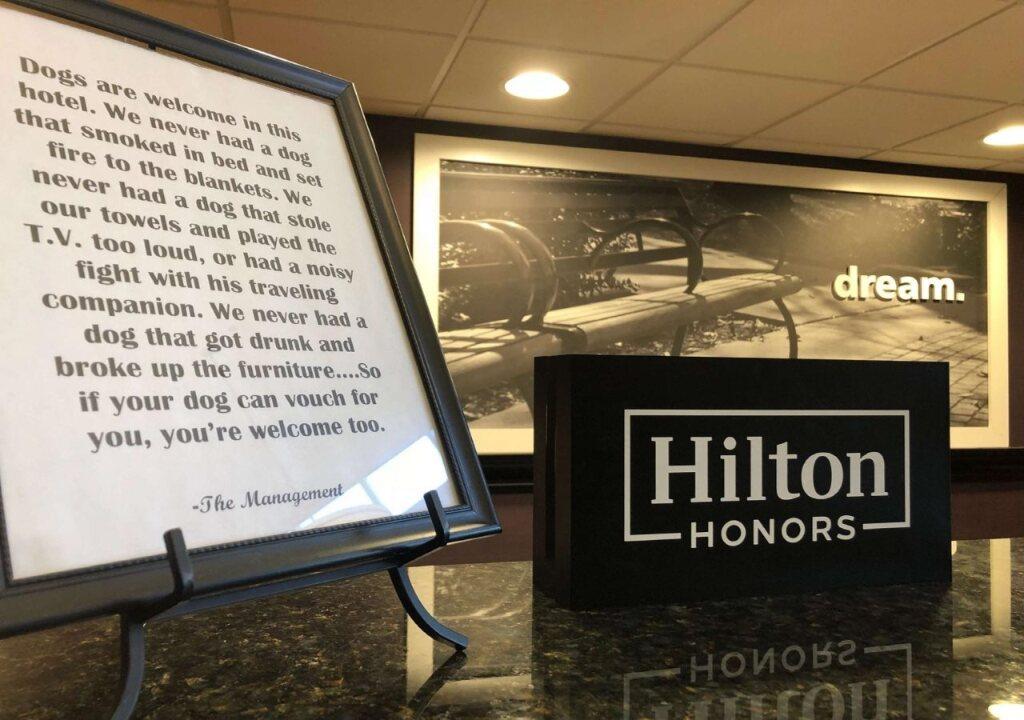 Dogs are welcome in this
hotel. We never had a dog
that smoked in bed and set
fire to the blankets. We
never had a dog that stole
our towels and played the
T.V. too loud, or had a noisy
fight with his traveling
companion. We never had a
dog that got drunk and
broke up the furniture....So
if your dog can vouch for
you, you're welcome too.
-The Management
dream.
Hilton
HONORS